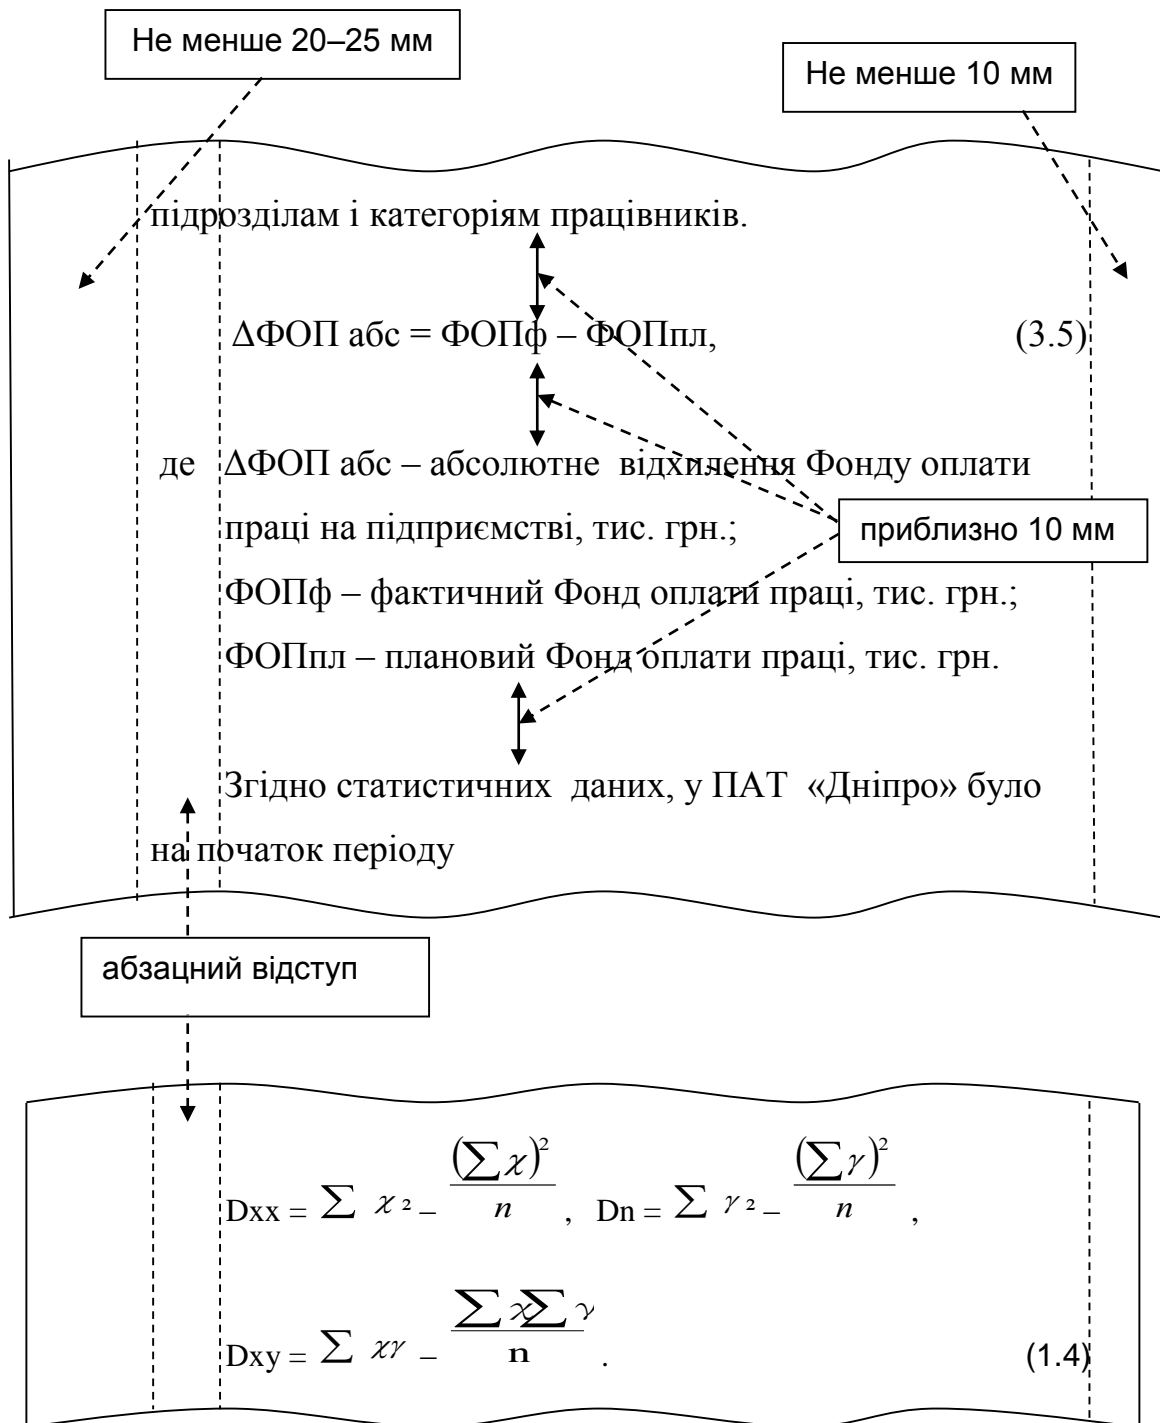 Не менше 20–25 мм
Не менше 10 мм
підрозділам і категоріям працівників.
ΔФОП абс = ФОПф – ФОПпл, (3.5)
де ΔФОП абс – абсолютне відхилення Фонду оплати
праці на підприємстві, тис. грн.;
приблизно 10 мм
ФОПф – фактичний Фонд оплати праці, тис. грн.;
ФОПпл – плановий Фонд оплати праці, тис. грн.
Згідно статистичних даних, у ПАТ «Дніпро» було
на початок періоду
абзацний відступ
Dxx = ∑ χ² – (∑χ)²/n , Dn = ∑ γ² – (∑γ)²/n ,
Dxy = ∑ χγ – ∑χ∑γ/n . (1.4)